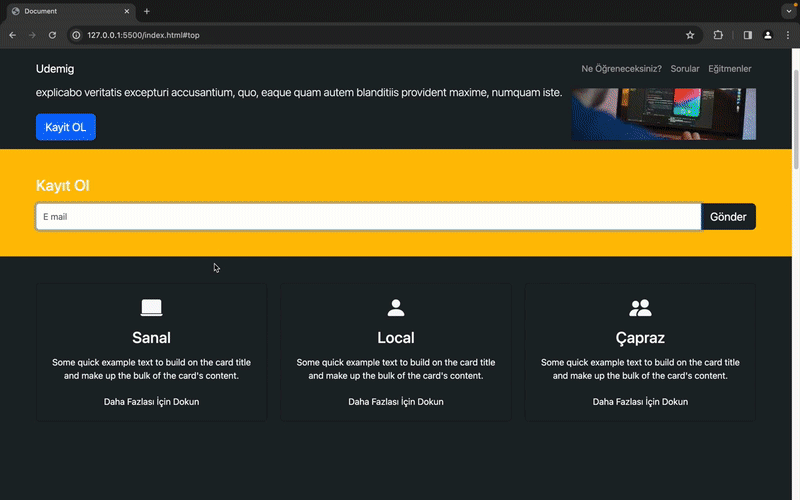 Document
127.0.0.1:5500/index.html#top
Udemig
Ne Öğreneceksiniz? Sorular Eğitmenler
explicabo veritatis excepturi accusantium, quo, eaque quam autem blanditiis provident maxime, numquam iste.
Kayit OL
Kayıt Ol
E mail
Gönder
Sanal
Some quick example text to build on the card title
and make up the bulk of the card's content.
Daha Fazlası İçin Dokun
Local
Some quick example text to build on the card title
and make up the bulk of the card's content.
Daha Fazlası İçin Dokun
Çapraz
Some quick example text to build on the card title
and make up the bulk of the card's content.
Daha Fazlası İçin Dokun